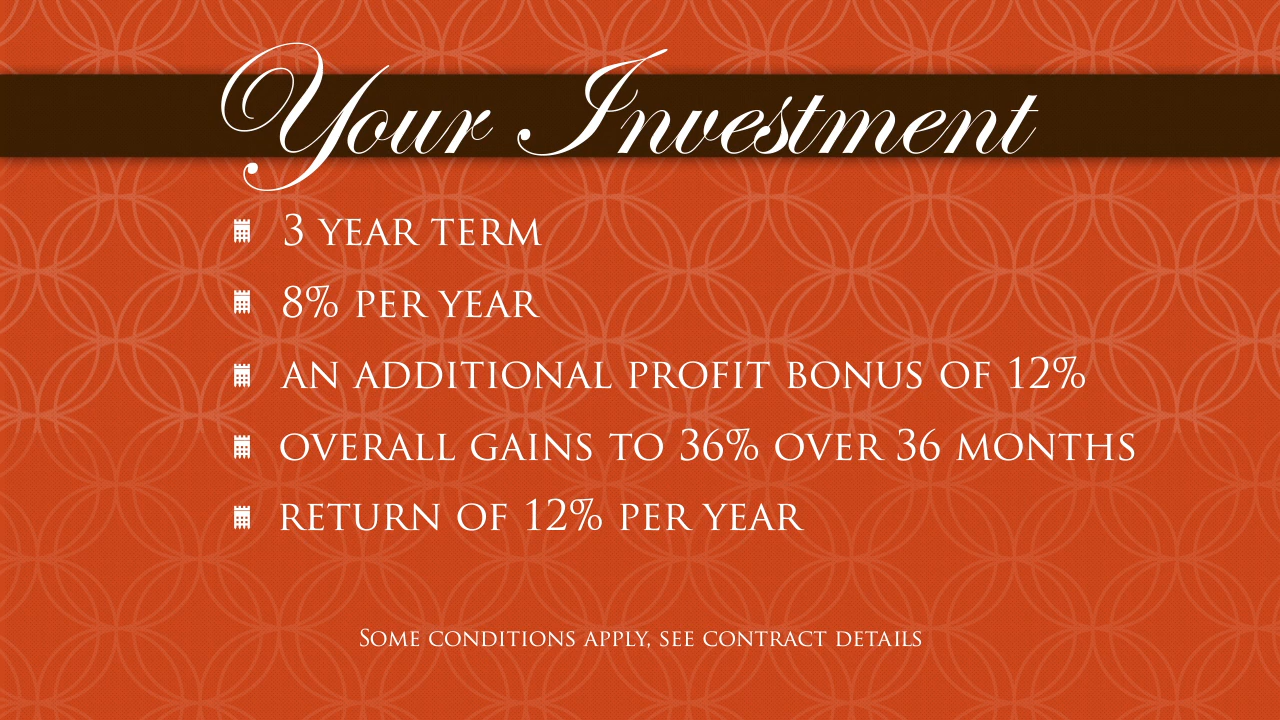 Your Investment
3 YEAR TERM
8% PER YEAR
AN ADDITIONAL PROFIT BONUS OF 12%
OVERALL GAINS TO 36% OVER 36 MONTHS
RETURN OF 12% PER YEAR
Some conditions apply, see contract details